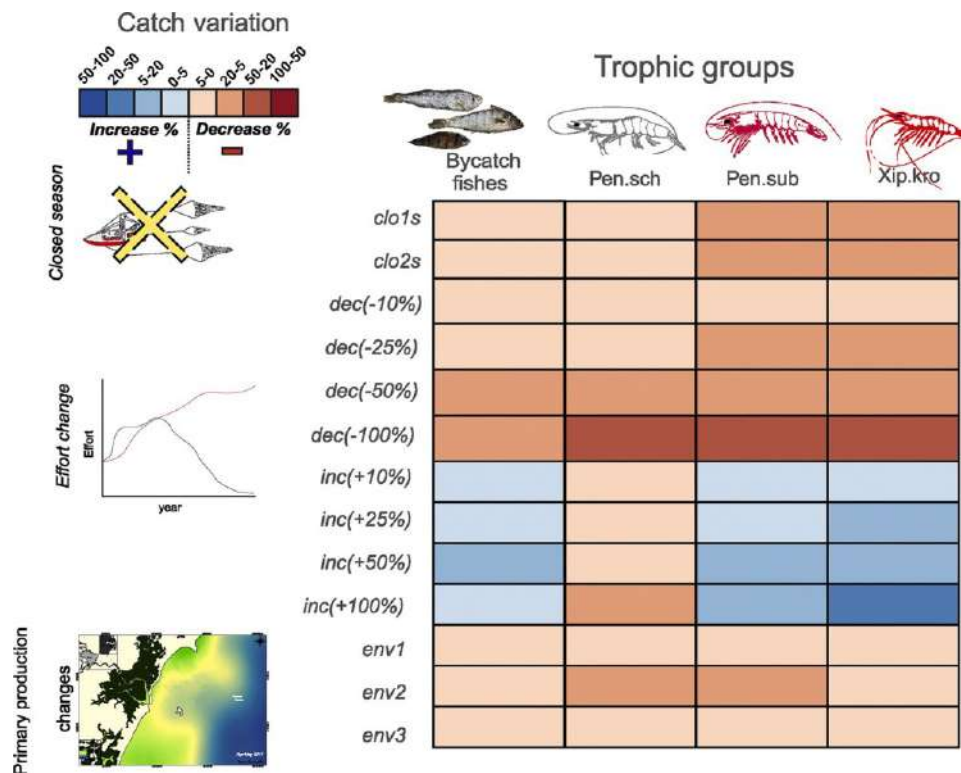 Catch variation
50-100 20-50 5-20 0-5 5-0 20-5 50-20 100-50
Increase % Decrease %
Closed season
Effort change
Effort
year
Primary production
changes
Trophic groups
Bycatch
fishes
Pen.sch
Pen.sub
Xip.kro
clo1s
clo2s
dec(-10%)
dec(-25%)
dec(-50%)
dec(-100%)
inc(+10%)
inc(+25%)
inc(+50%)
inc(+100%)
env1
env2
env3